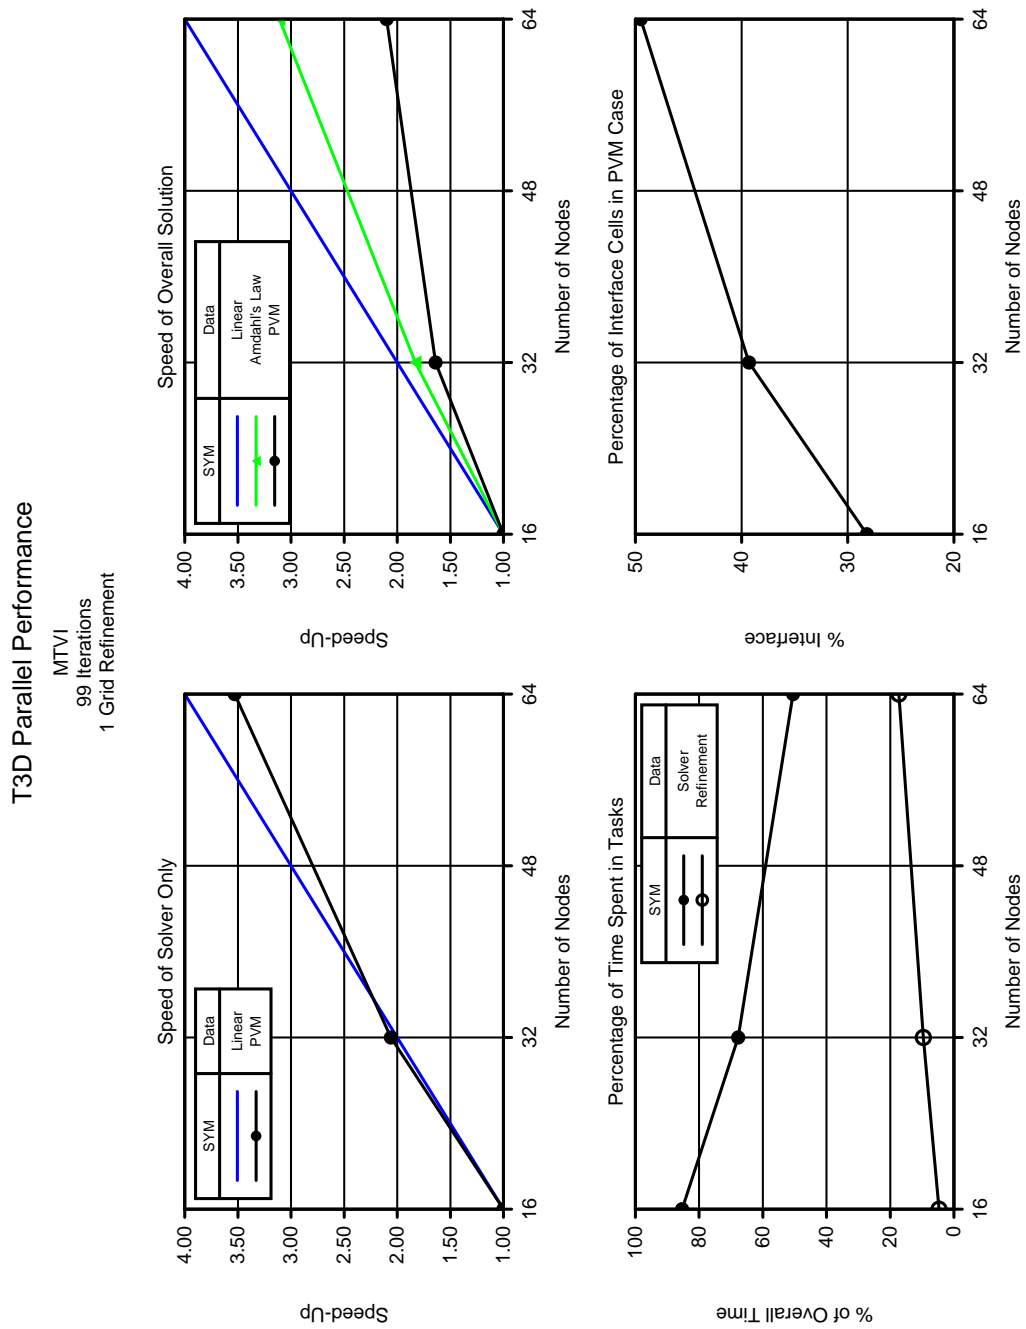 T3D Parallel Performance
MTVI
99 Iterations
1 Grid Refinement
Speed of Solver Only
SYM Data
Linear
PVM
4.00
3.50
3.00
2.50
2.00
1.50
1.00
Speed-Up
16 32 48 64
Number of Nodes
Speed of Overall Solution
SYM Data
Linear
Amdahl's Law
PVM
4.00
3.50
3.00
2.50
2.00
1.50
1.00
Speed-Up
16 32 48 64
Number of Nodes
Percentage of Time Spent in Tasks
SYM Data
Solver
Refinement
100
80
60
40
20
0
% of Overall Time
16 32 48 64
Number of Nodes
Percentage of Interface Cells in PVM Case
50
40
30
20
% Interface
16 32 48 64
Number of Nodes